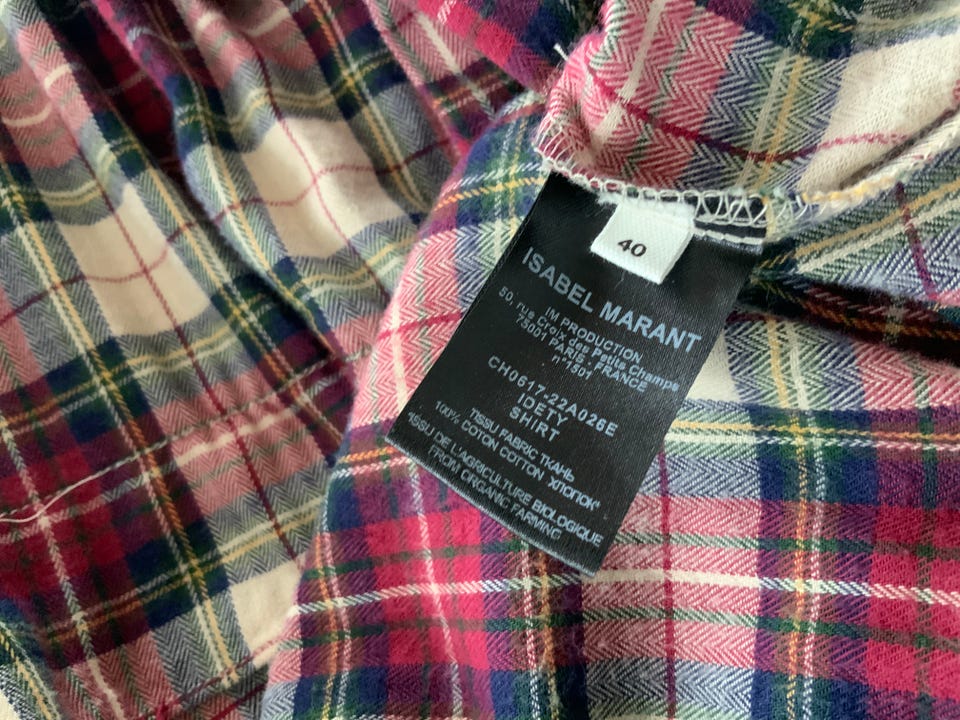 40
ISABEL MARANT
IM PRODUCTION
50, rue Croix des Petits Champs
75001 PARIS - FRANCE
n°1501
CH0617-22A026E
IDETY
SHIRT
TISSU FABRIC ТКАНЬ
100% COTON COTTON ХЛОПОК*
*ISSU DE L'AGRICULTURE BIOLOGIQUE
FROM ORGANIC FARMING